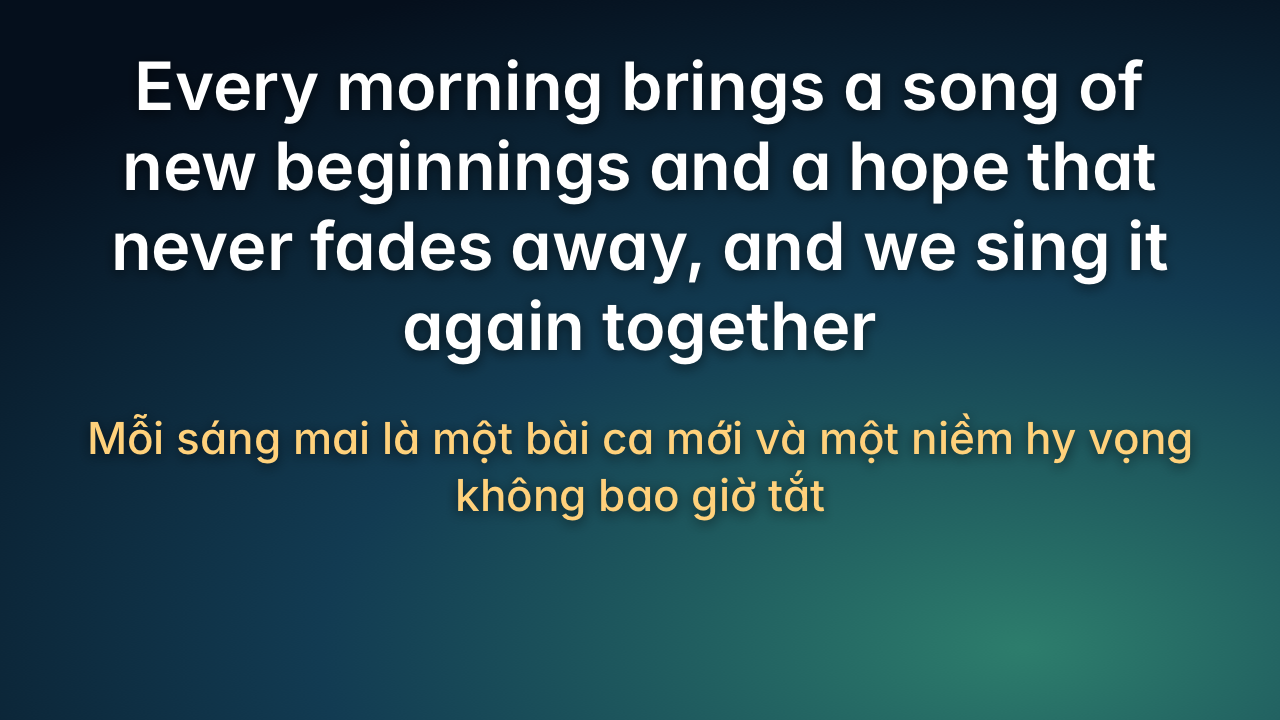 Every morning brings a song of
new beginnings and a hope that
never fades away, and we sing it
again together
Mỗi sáng mai là một bài ca mới và một niềm hy vọng
không bao giờ tắt